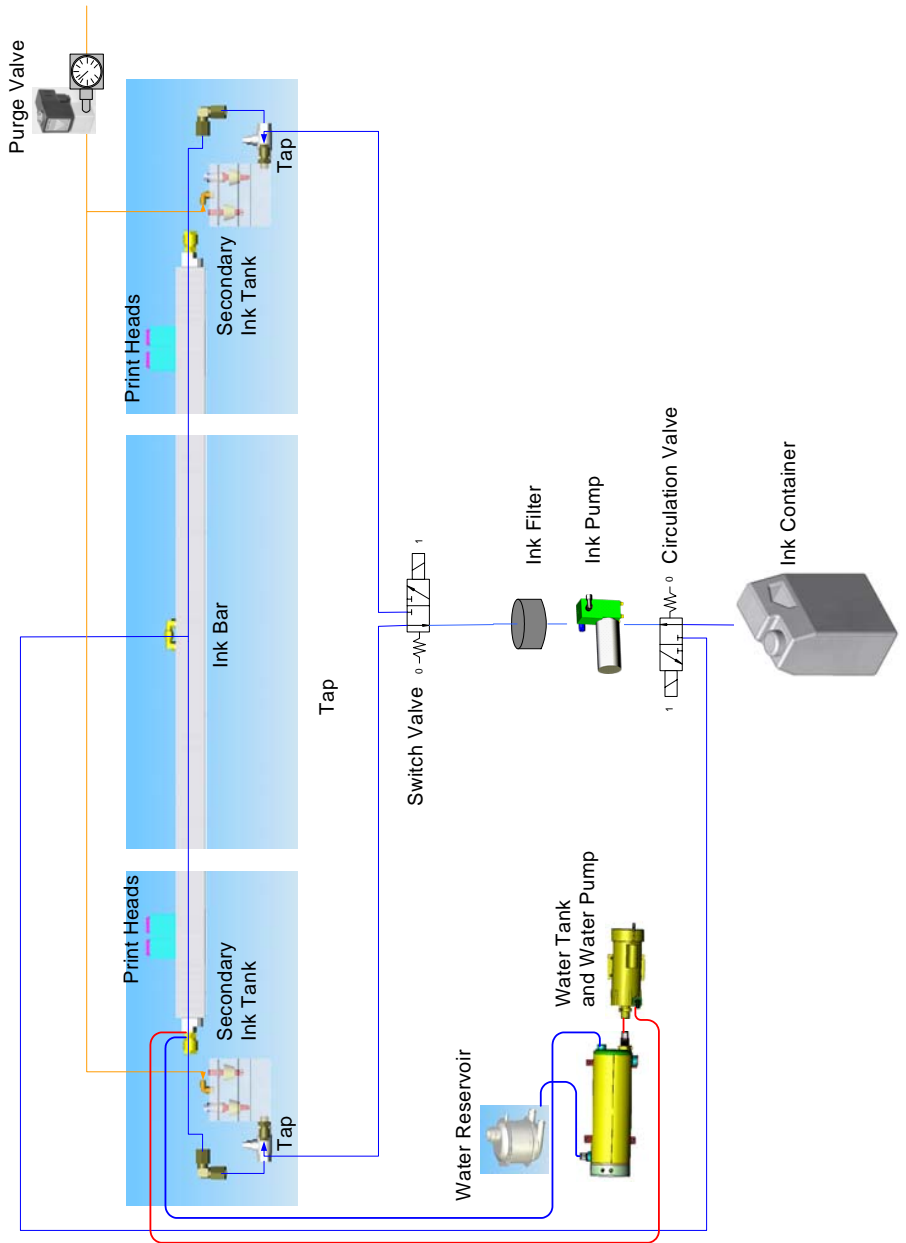 Purge Valve
Print Heads
Secondary
Ink Tank
Tap
Ink Bar
Tap
Print Heads
Secondary
Ink Tank
Tap
Switch Valve
0
1
Ink Filter
Ink Pump
Circulation Valve
0
1
Ink Container
Water Tank
and Water Pump
Water Reservoir